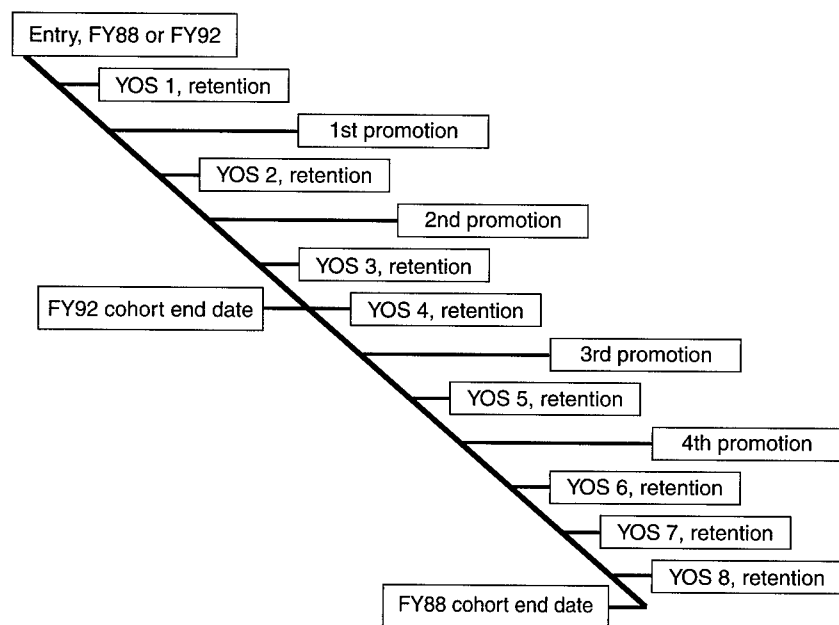 Entry, FY88 or FY92
YOS 1, retention
1st promotion
YOS 2, retention
2nd promotion
YOS 3, retention
FY92 cohort end date
YOS 4, retention
3rd promotion
YOS 5, retention
4th promotion
YOS 6, retention
YOS 7, retention
YOS 8, retention
FY88 cohort end date